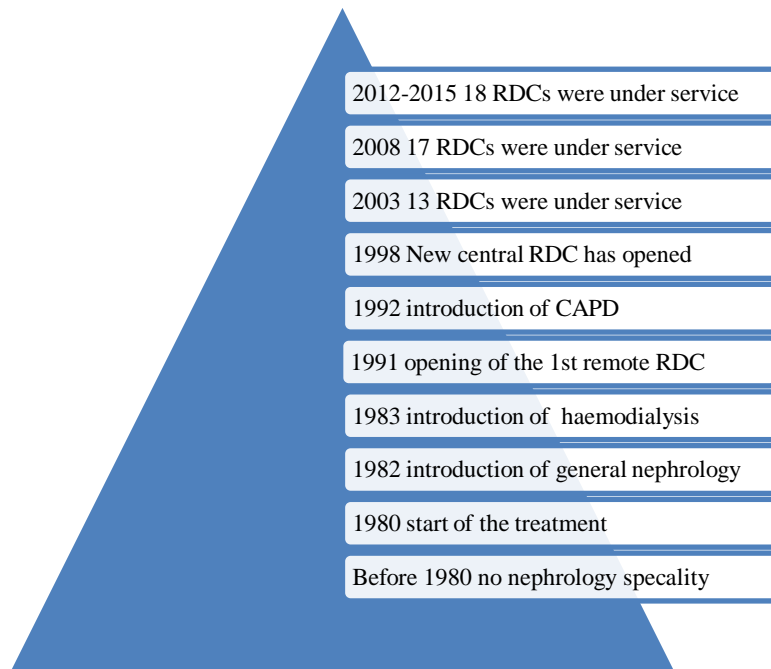 2012-2015 18 RDCs were under service
2008 17 RDCs were under service
2003 13 RDCs were under service
1998 New central RDC has opened
1992 introduction of CAPD
1991 opening of the 1st remote RDC
1983 introduction of  haemodialysis
1982 introduction of general nephrology
1980 start of the treatment
Before 1980 no nephrology specality